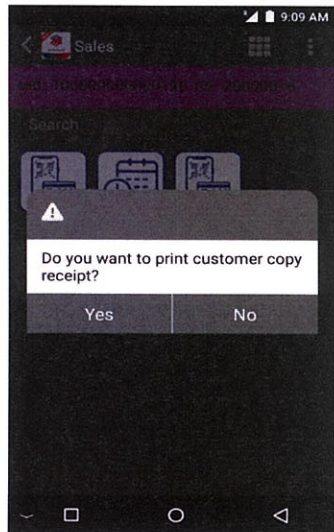 9:09 AM
Sales
Search
Do you want to print customer copy
receipt?
Yes
No